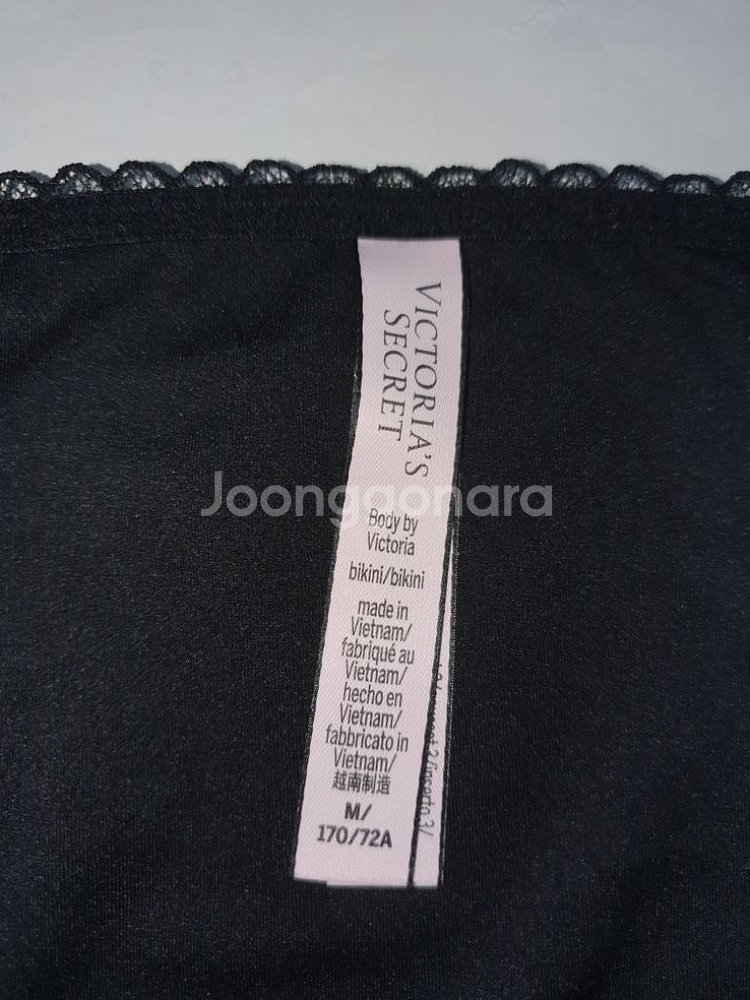 VICTORIA'S
SECRET
Joonggonara
Body by
Victoria
bikini/bikini
made in
Vietnam/
fabriqué au
Vietnam/
hecho en
Vietnam/
fabbricato in
Vietnam/
越南制造
M/
170/72A